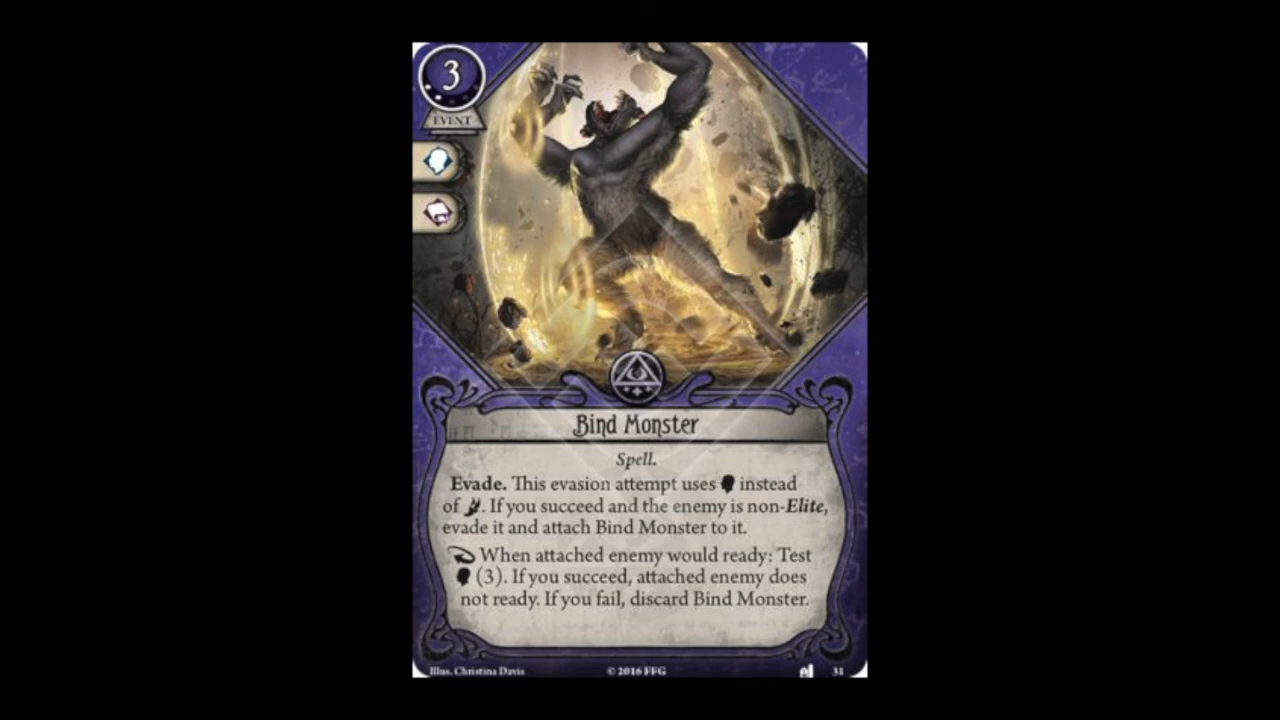 3
EVENT
Bind Monster
Spell.
Evade. This evasion attempt uses instead
of . If you succeed and the enemy is non-Elite,
evade it and attach Bind Monster to it.
When attached enemy would ready: Test
(3). If you succeed, attached enemy does
not ready. If you fail, discard Bind Monster.
Illus. Christina Davis © 2016 FFG 31